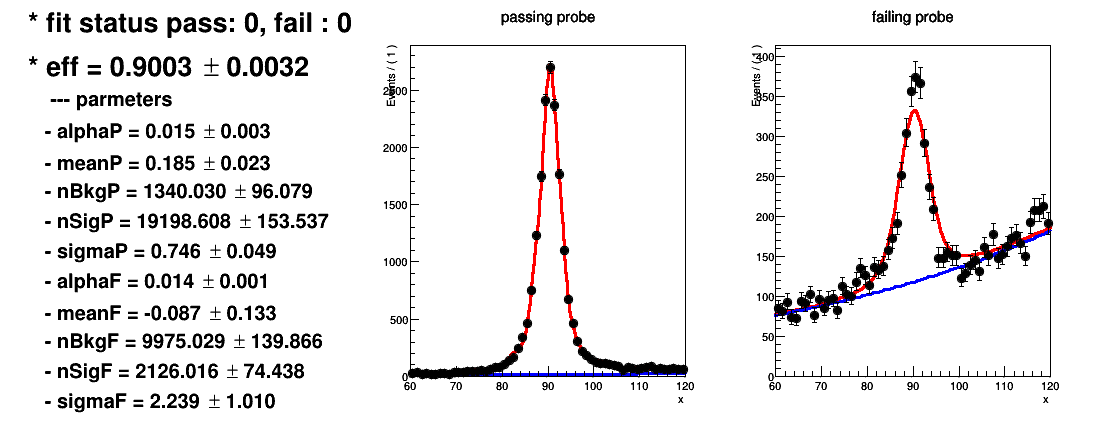 * fit status pass: 0, fail : 0
* eff = 0.9003 ± 0.0032
--- parmeters
- alphaP = 0.015 ± 0.003
- meanP = 0.185 ± 0.023
- nBkgP = 1340.030 ± 96.079
- nSigP = 19198.608 ± 153.537
- sigmaP = 0.746 ± 0.049
- alphaF = 0.014 ± 0.001
- meanF = -0.087 ± 0.133
- nBkgF = 9975.029 ± 139.866
- nSigF = 2126.016 ± 74.438
- sigmaF = 2.239 ± 1.010
passing probe
Events / ( 1 )
2500
2000
1500
1000
500
0
60 70 80 90 100 110 120
x
failing probe
Events / ( 1 )
400
350
300
250
200
150
100
50
0
60 70 80 90 100 110 120
x